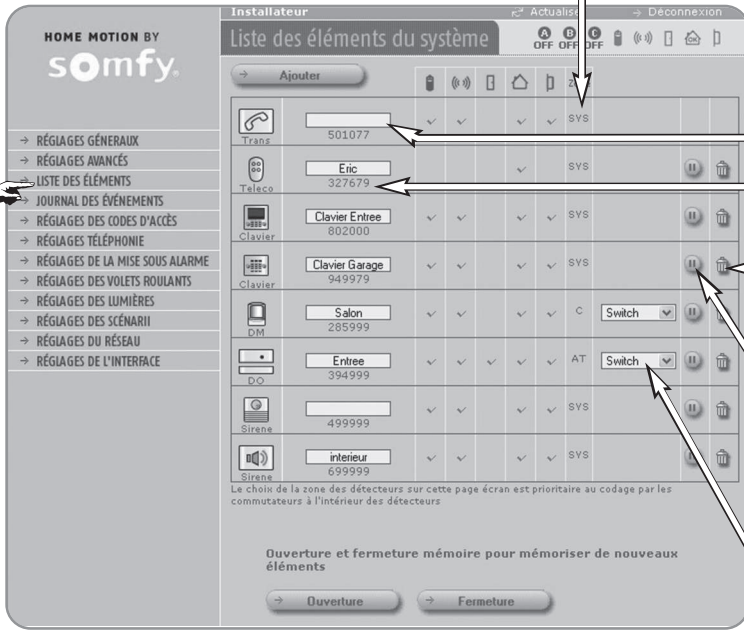 Installateur
Actualiser → Déconnexion
HOME MOTION BY
somfy.
Liste des éléments du système
A B C
OFF OFF OFF
→ Ajouter
501077
Trans
SYS
→ RÉGLAGES GÉNERAUX
→ RÉGLAGES AVANCÉS
→ LISTE DES ÉLÉMENTS
→ JOURNAL DES ÉVÉNEMENTS
→ RÉGLAGES DES CODES D'ACCÈS
→ RÉGLAGES TÉLÉPHONIE
→ RÉGLAGES DE LA MISE SOUS ALARME
→ RÉGLAGES DES VOLETS ROULANTS
→ RÉGLAGES DES LUMIÈRES
→ RÉGLAGES DES SCÉNARII
→ RÉGLAGES DU RÉSEAU
→ RÉGLAGES DE L'INTERFACE
Eric
327679
Teleco
SYS
Clavier Entree
802000
Clavier
SYS
Clavier Garage
949979
Clavier
SYS
Salon
285999
DM
C
Switch
Entree
394999
DO
AT
Switch
499999
Sirene
SYS
interieur
699999
Sirene
SYS
Le choix de la zone des détecteurs sur cette page écran est prioritaire au codage par les
commutateurs à l'intérieur des détecteurs
Ouverture et fermeture mémoire pour mémoriser de nouveaux
éléments
→ Ouverture
→ Fermeture